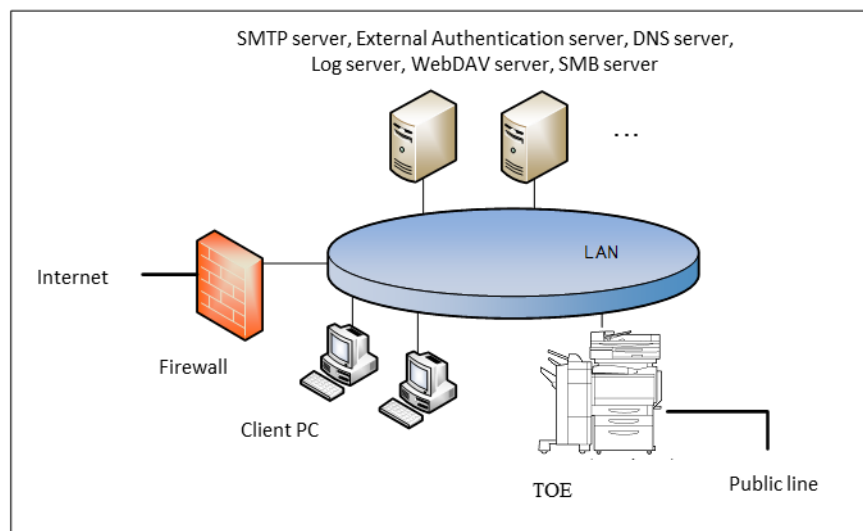 SMTP server, External Authentication server, DNS server,
Log server, WebDAV server, SMB server
...
LAN
Internet
Firewall
Client PC
TOE
Public line